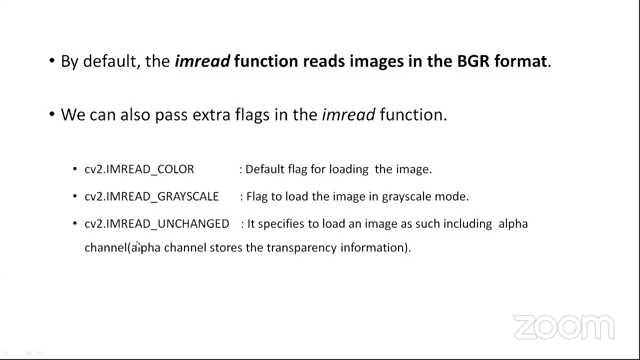 • By default, the imread function reads images in the BGR format.
• We can also pass extra flags in the imread function.
• cv2.IMREAD_COLOR : Default flag for loading the image.
• cv2.IMREAD_GRAYSCALE : Flag to load the image in grayscale mode.
• cv2.IMREAD_UNCHANGED : It specifies to load an image as such including alpha
channel(alpha channel stores the transparency information).
zoom